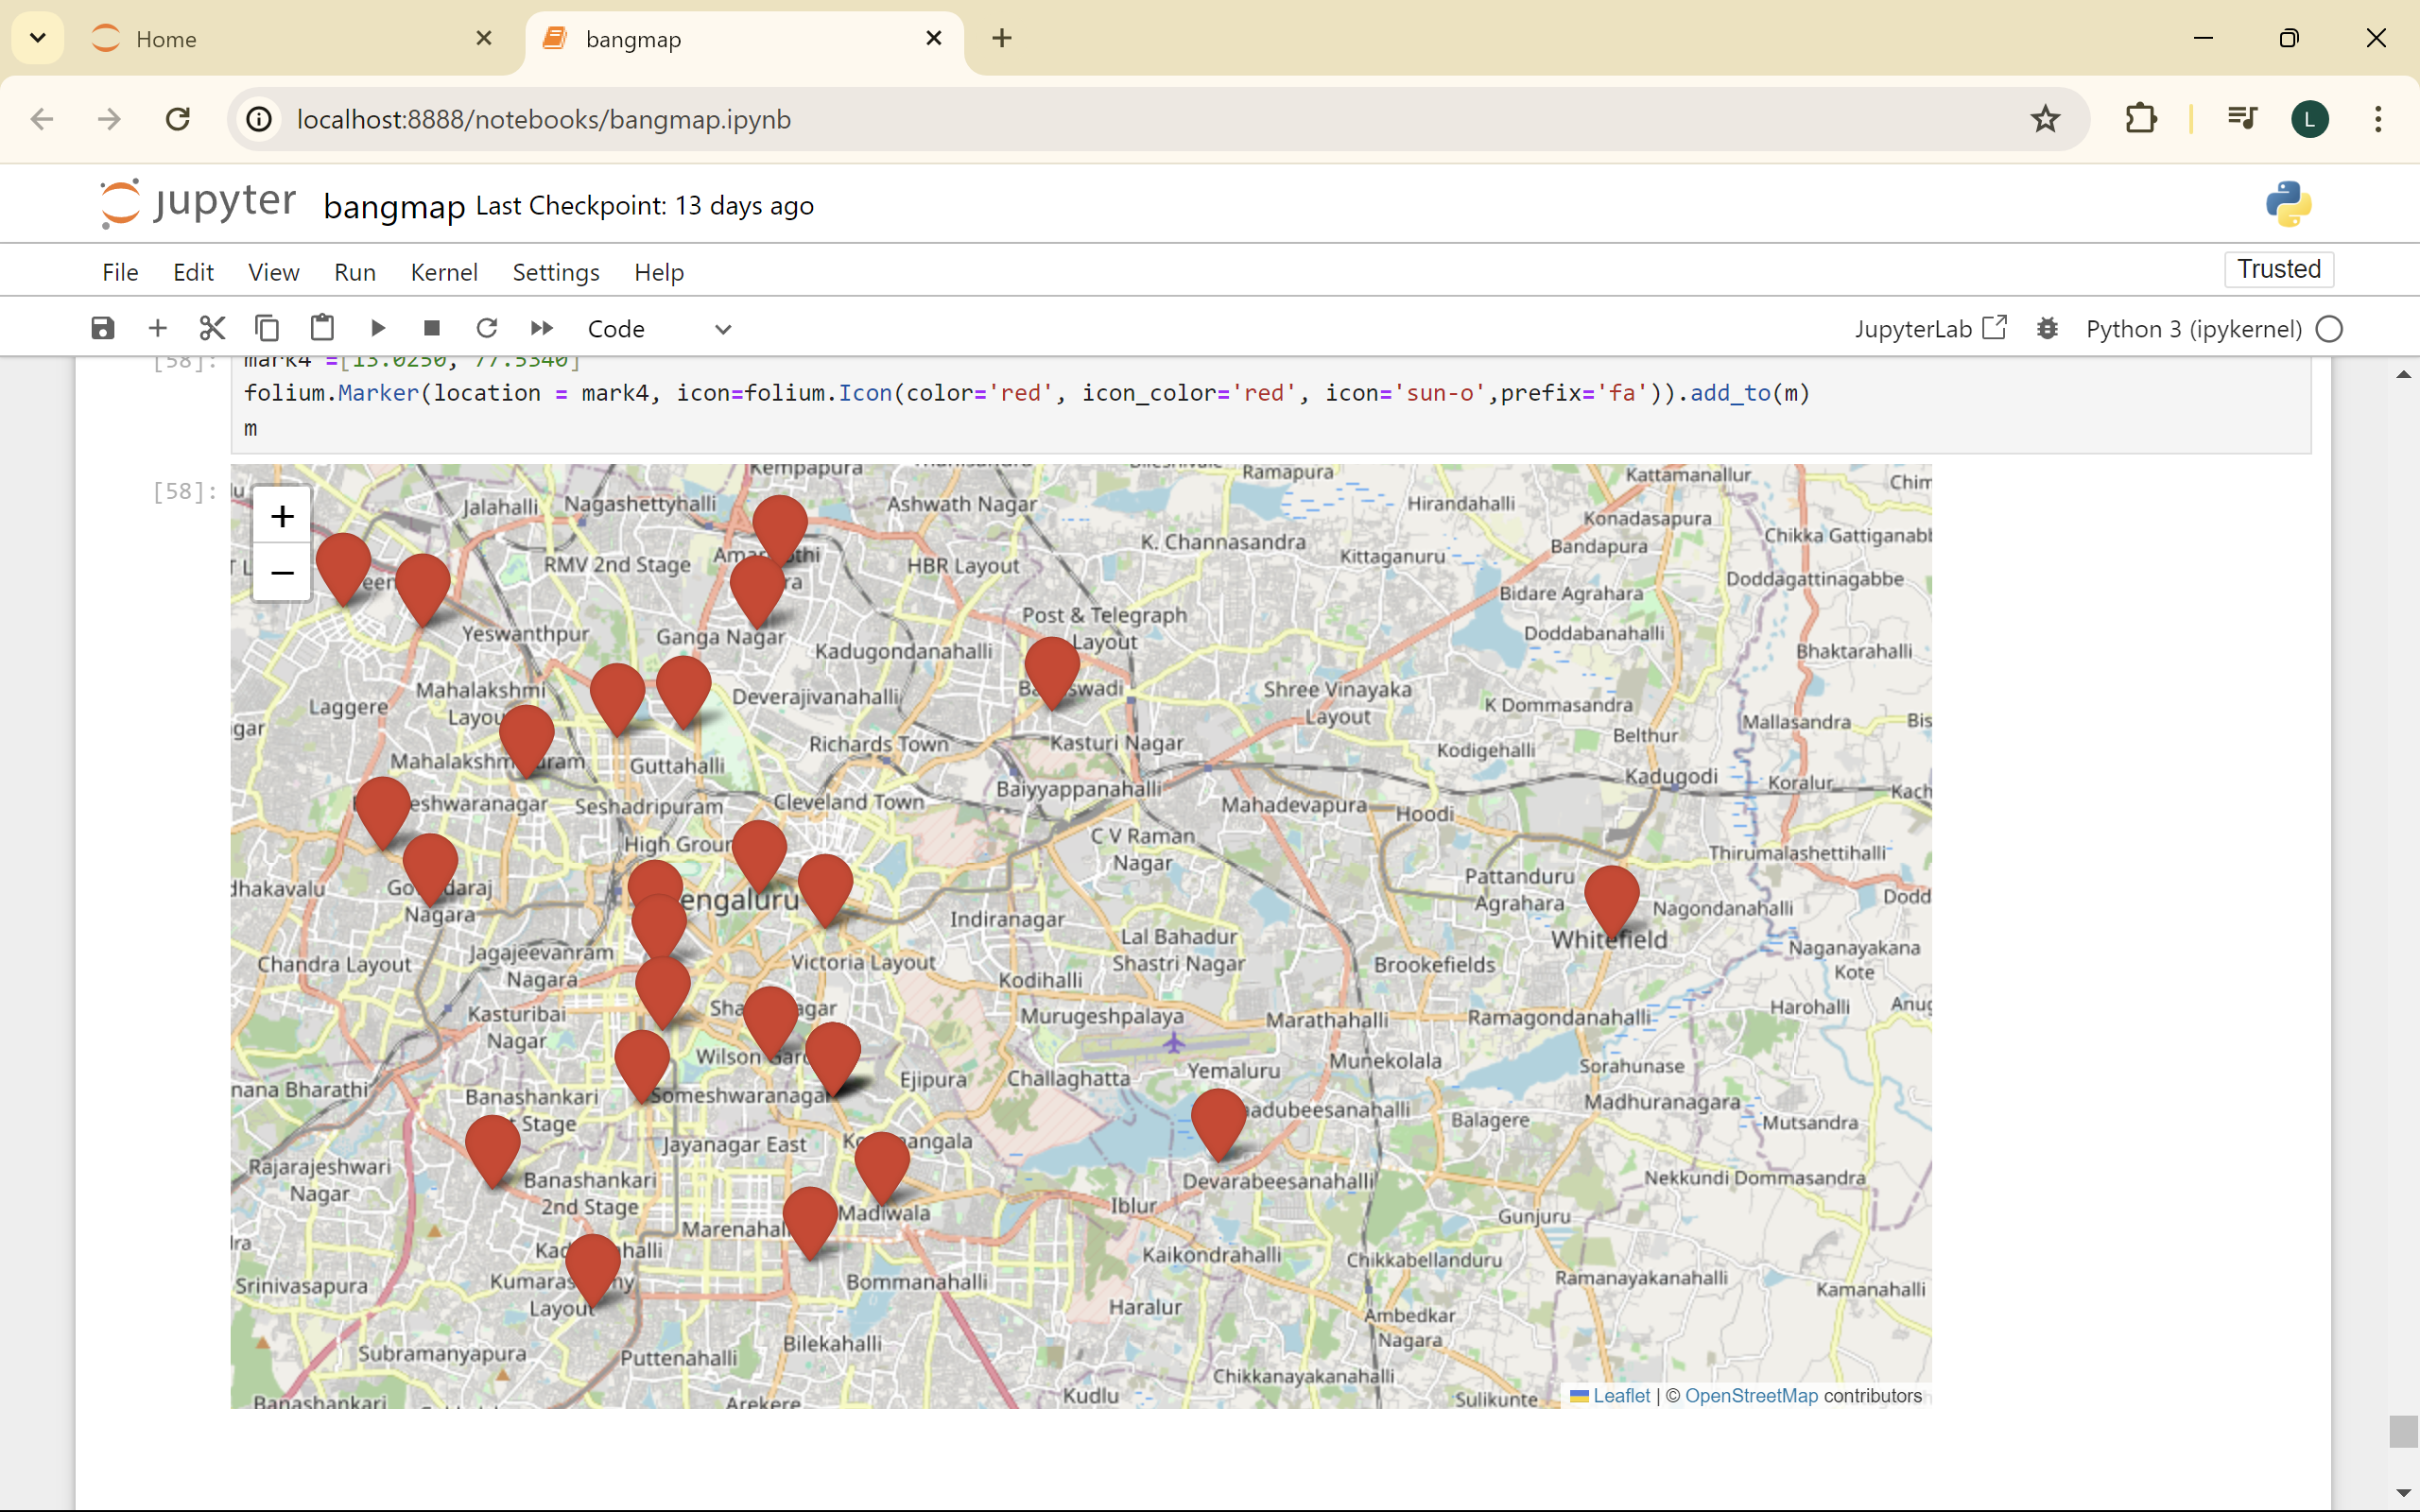 Home
bangmap
localhost:8888/notebooks/bangmap.ipynb
L
jupyter bangmap Last Checkpoint: 13 days ago
File Edit View Run Kernel Settings Help
Trusted
Code
JupyterLab Python 3 (ipykernel)
[58]: mark4 =[13.0250, 77.5340]
folium.Marker(location = mark4, icon=folium.Icon(color='red', icon_color='red', icon='sun-o',prefix='fa')).add_to(m)
m
[58]:
+
−
Kempapura
Ramapura
Kattamanallur
Chim
Jalahalli
Nagashettyhalli
Ashwath Nagar
Hirandahalli
Konadasapura
Chikka Gattiganabb
K. Channasandra
Kittaganuru
Bandapura
RMV 2nd Stage
HBR Layout
Doddagattinagabbe
Bidare Agrahara
Post & Telegraph
Layout
Yeswanthpur
Ganga Nagar
Kadugondanahalli
Doddabanahalli
Bhaktarahalli
Mahalakshmi
Laggere
Deverajivanahalli
Shree Vinayaka
Layout
K Dommasandra
Mallasandra
Bis
gar
Richards Town
Kasturi Nagar
Kodigehalli
Belthur
Guttahalli
Kadugodi
Koralur
Kach
eshwaranagar
Seshadripuram
Cleveland Town
Baiyyappanahalli
Mahadevapura
Hoodi
High Groun
C V Raman
Nagar
Thirumalashettihalli
dhakavalu
Nagara
engaluru
Indiranagar
Pattanduru
Agrahara
Nagondanahalli
Dodd
Jagajeevanram
Nagara
Chandra Layout
Victoria Layout
Lal Bahadur
Shastri Nagar
Whitefield
Brookefields
Naganayakana
Kote
Kodihalli
Kasturibai
Nagar
Murugeshpalaya
Marathahalli
Ramagondanahalli
Harohalli
Anug
Munekolala
Sorahunase
nana Bharathi
Ejipura
Challaghatta
Yemaluru
Banashankari
Stage
Someshwaranagar
adubeesanahalli
Balagere
Madhuranagara
Mutsandra
Jayanagar East
Rajarajeshwari
Nagar
Banashankari
2nd Stage
Devarabeesanahalli
Nekkundi Dommasandra
Madiwala
Iblur
Gunjuru
Marenahal
Kaikondrahalli
Chikkabellanduru
Srinivasapura
Layout
Bommanahalli
Haralur
Ramanayakanahalli
Kamanahalli
Ambedkar
Nagara
Subramanyapura
Puttenahalli
Bilekahalli
Chikkanayakanahalli
Banashankari
Arekere
Kudlu
Sulikunte
Leaflet | © OpenStreetMap contributors